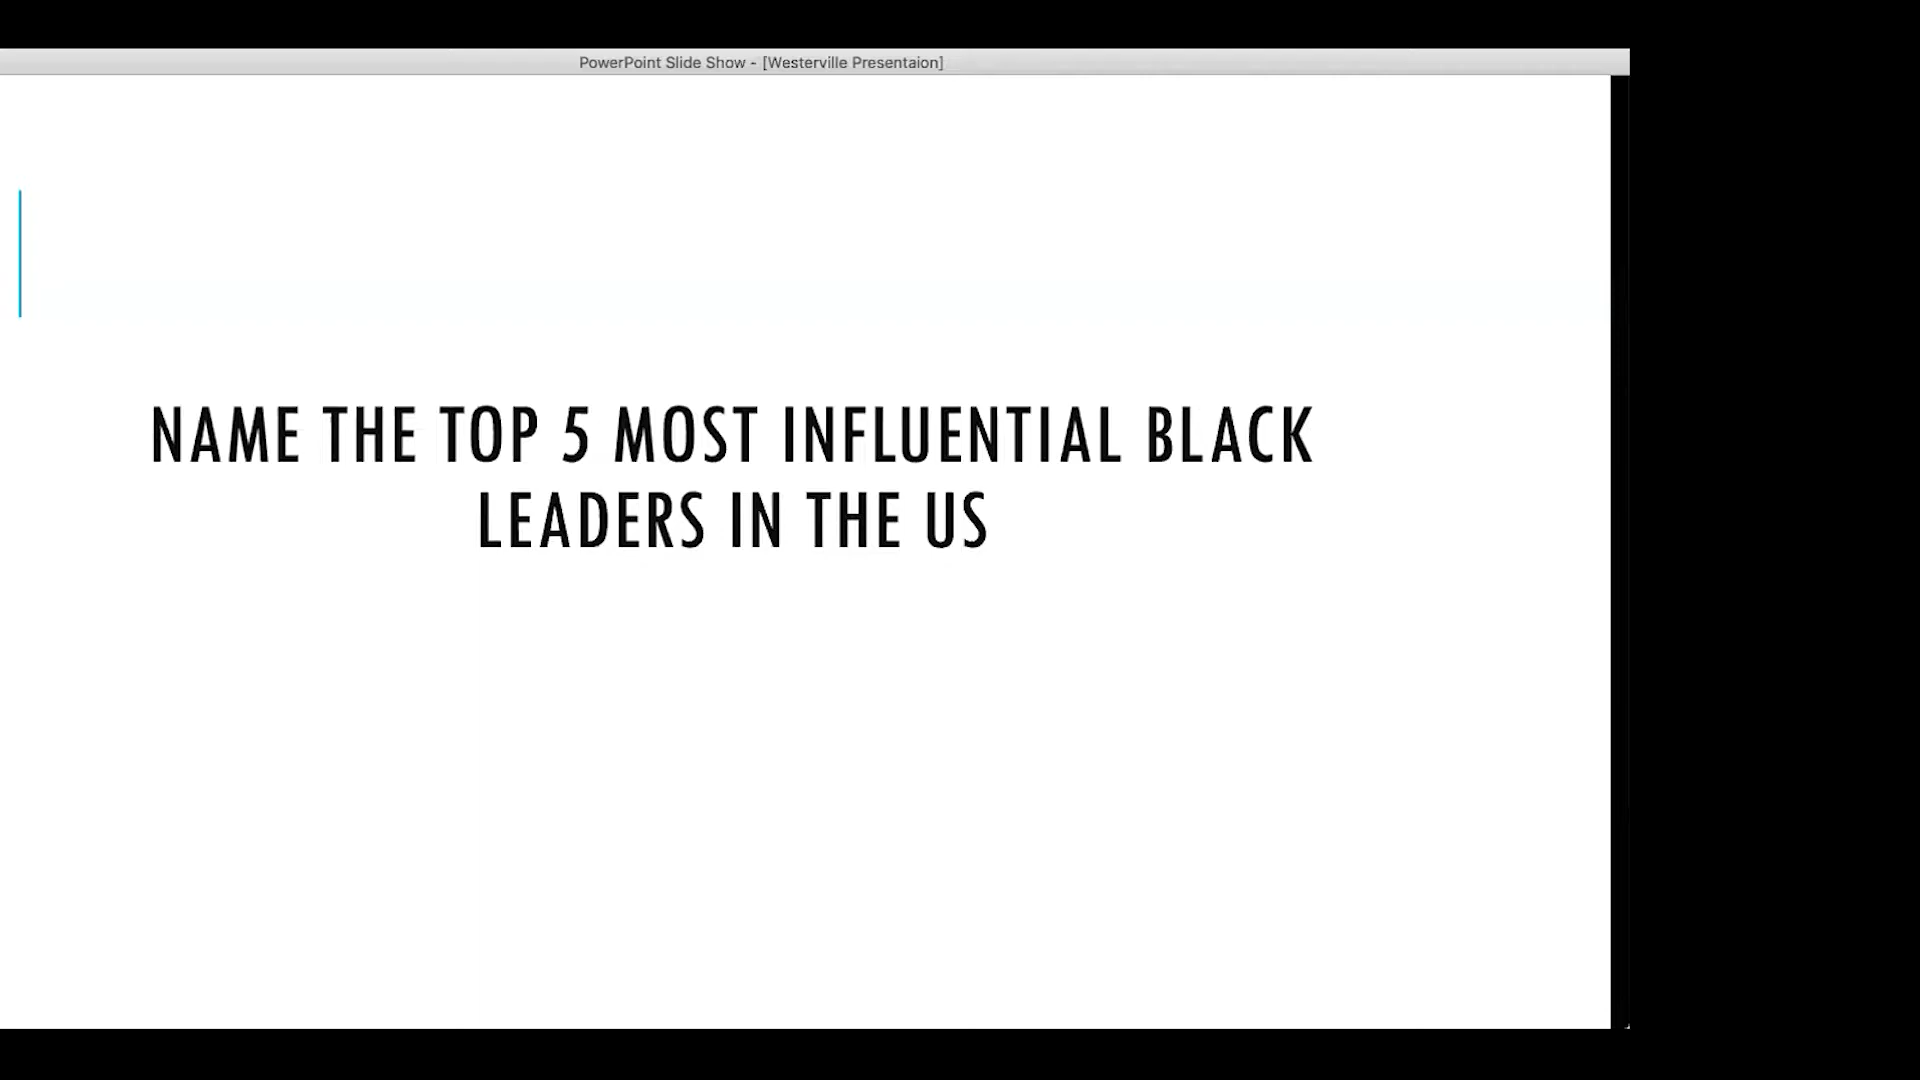 PowerPoint Slide Show - [Westerville Presentaion]
NAME THE TOP 5 MOST INFLUENTIAL BLACK
LEADERS IN THE US